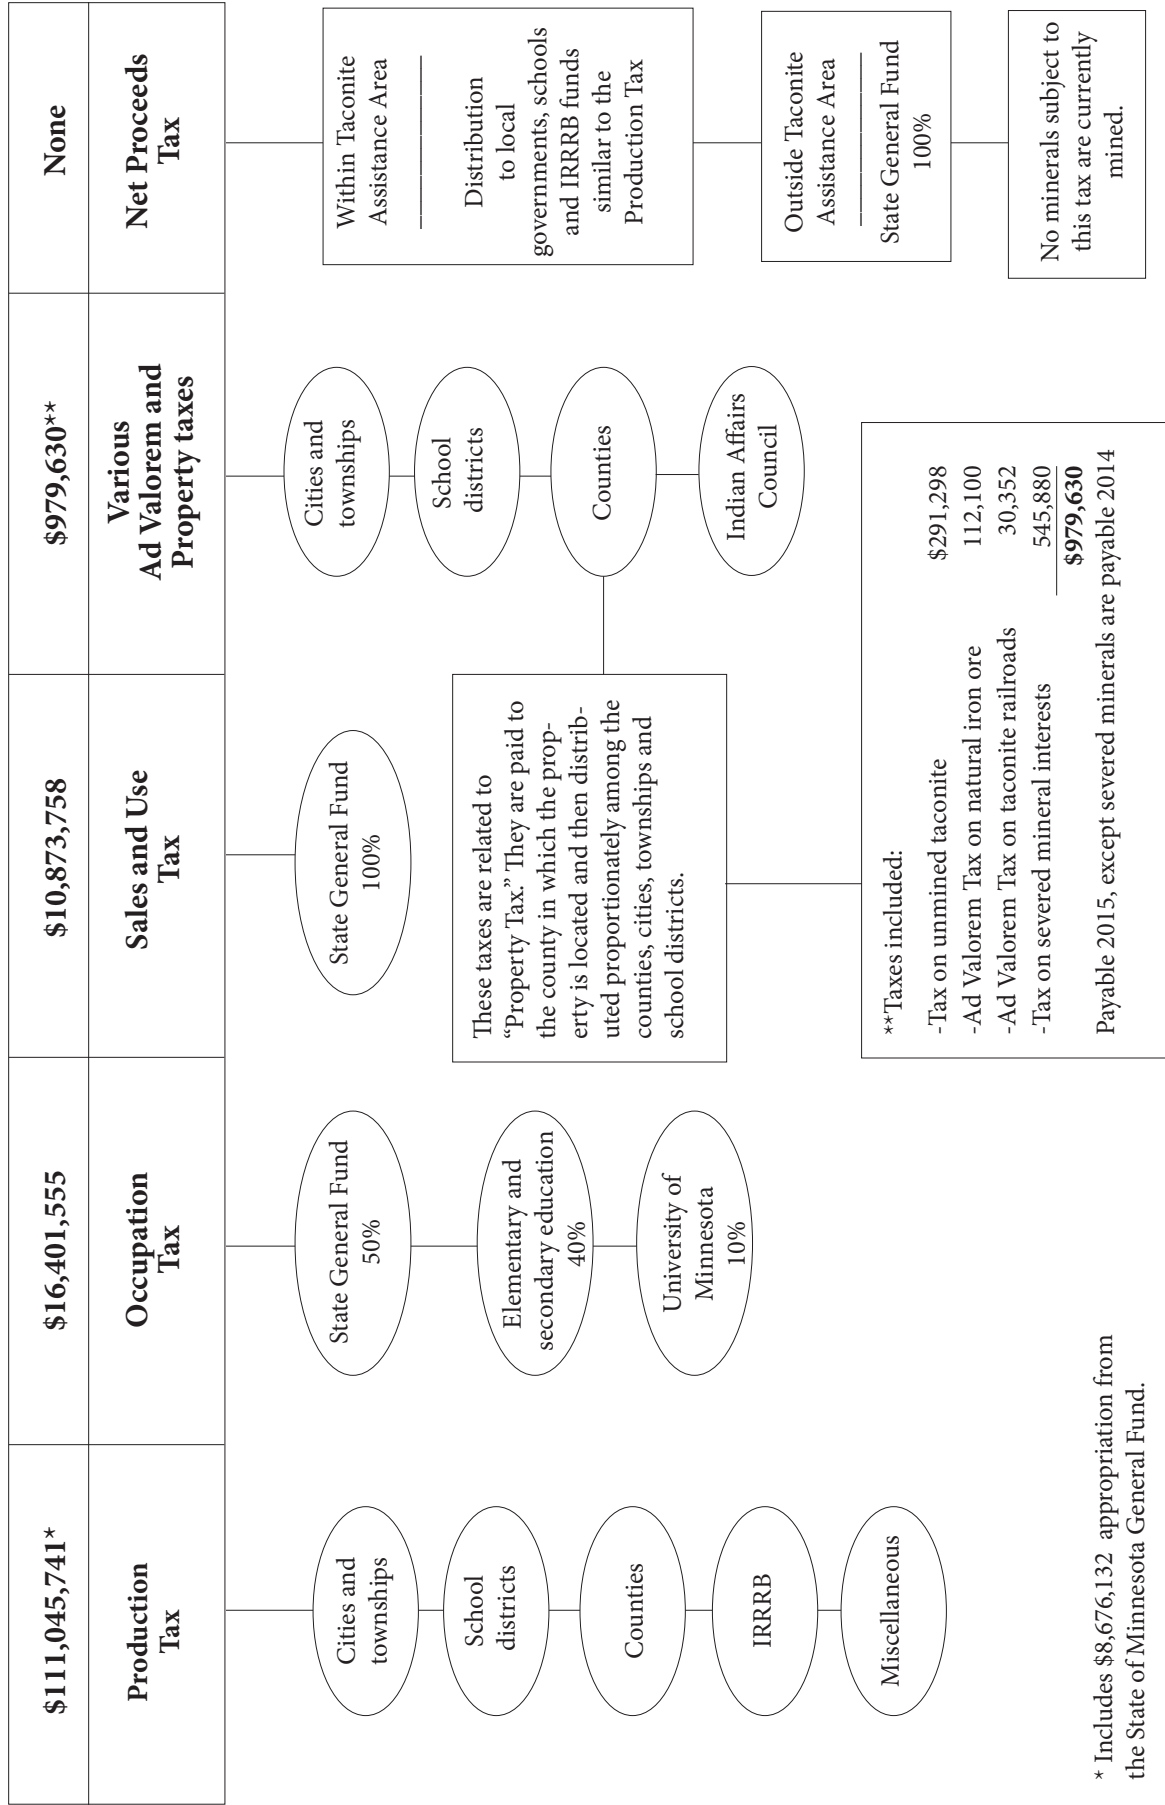 $111,045,741*
Production
Tax
Cities and
townships
School
districts
Counties
IRRRB
Miscellaneous
* Includes $8,676,132 appropriation from
the State of Minnesota General Fund.
$16,401,555
Occupation
Tax
State General Fund
50%
Elementary and
secondary education
40%
University of
Minnesota
10%
$10,873,758
Sales and Use
Tax
State General Fund
100%
These taxes are related to
“Property Tax.” They are paid to
the county in which the prop-
erty is located and then distrib-
uted proportionately among the
counties, cities, townships and
school districts.
$979,630**
Various
Ad Valorem and
Property taxes
Cities and
townships
School
districts
Counties
Indian Affairs
Council
**Taxes included:
-Tax on unmined taconite $291,298
-Ad Valorem Tax on natural iron ore 112,100
-Ad Valorem Tax on taconite railroads 30,352
-Tax on severed mineral interests 545,880
$979,630
Payable 2015, except severed minerals are payable 2014
None
Net Proceeds
Tax
Within Taconite
Assistance Area
Distribution
to local
governments, schools
and IRRRB funds
similar to the
Production Tax
Outside Taconite
Assistance Area
State General Fund
100%
No minerals subject to
this tax are currently
mined.